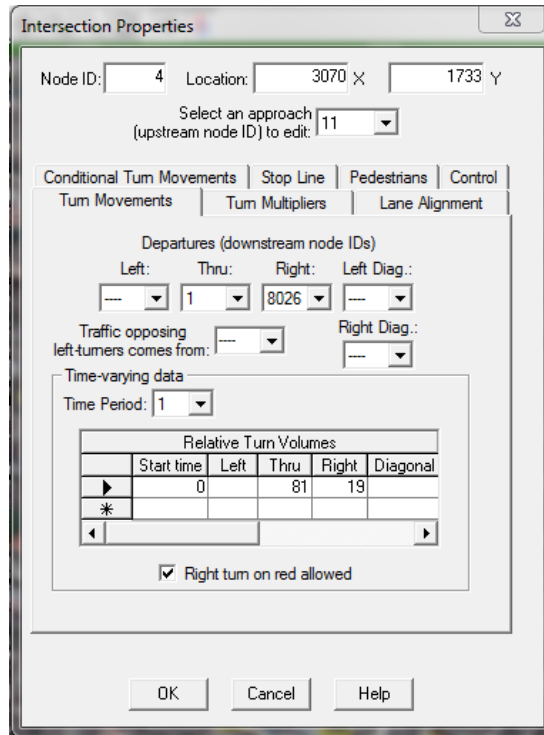 Intersection Properties
Node ID: 4 Location: 3070 X 1733 Y
Select an approach
(upstream node ID) to edit: 11
Conditional Turn Movements Stop Line Pedestrians Control
Turn Movements Turn Multipliers Lane Alignment
Departures (downstream node IDs)
Left: Thru: Right: Left Diag.:
---- 1 8026 ----
Traffic opposing
left-turners comes from: ----
Right Diag.:
----
Time-varying data
Time Period: 1
Relative Turn Volumes
Start time Left Thru Right Diagonal
0 81 19
Right turn on red allowed
OK Cancel Help